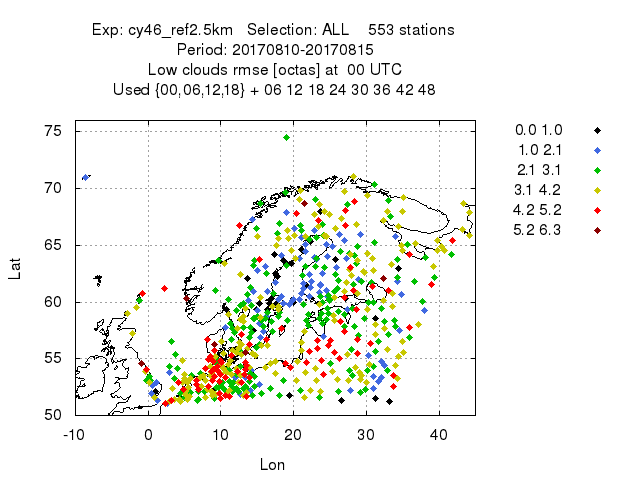 Exp: cy46_ref2.5km   Selection: ALL    553 stations
Period: 20170810-20170815
Low clouds rmse [octas] at  00 UTC
Used {00,06,12,18} + 06 12 18 24 30 36 42 48
75
70
65
60
55
50
Lat
-10 0 10 20 30 40
Lon
0.0 1.0
1.0 2.1
2.1 3.1
3.1 4.2
4.2 5.2
5.2 6.3